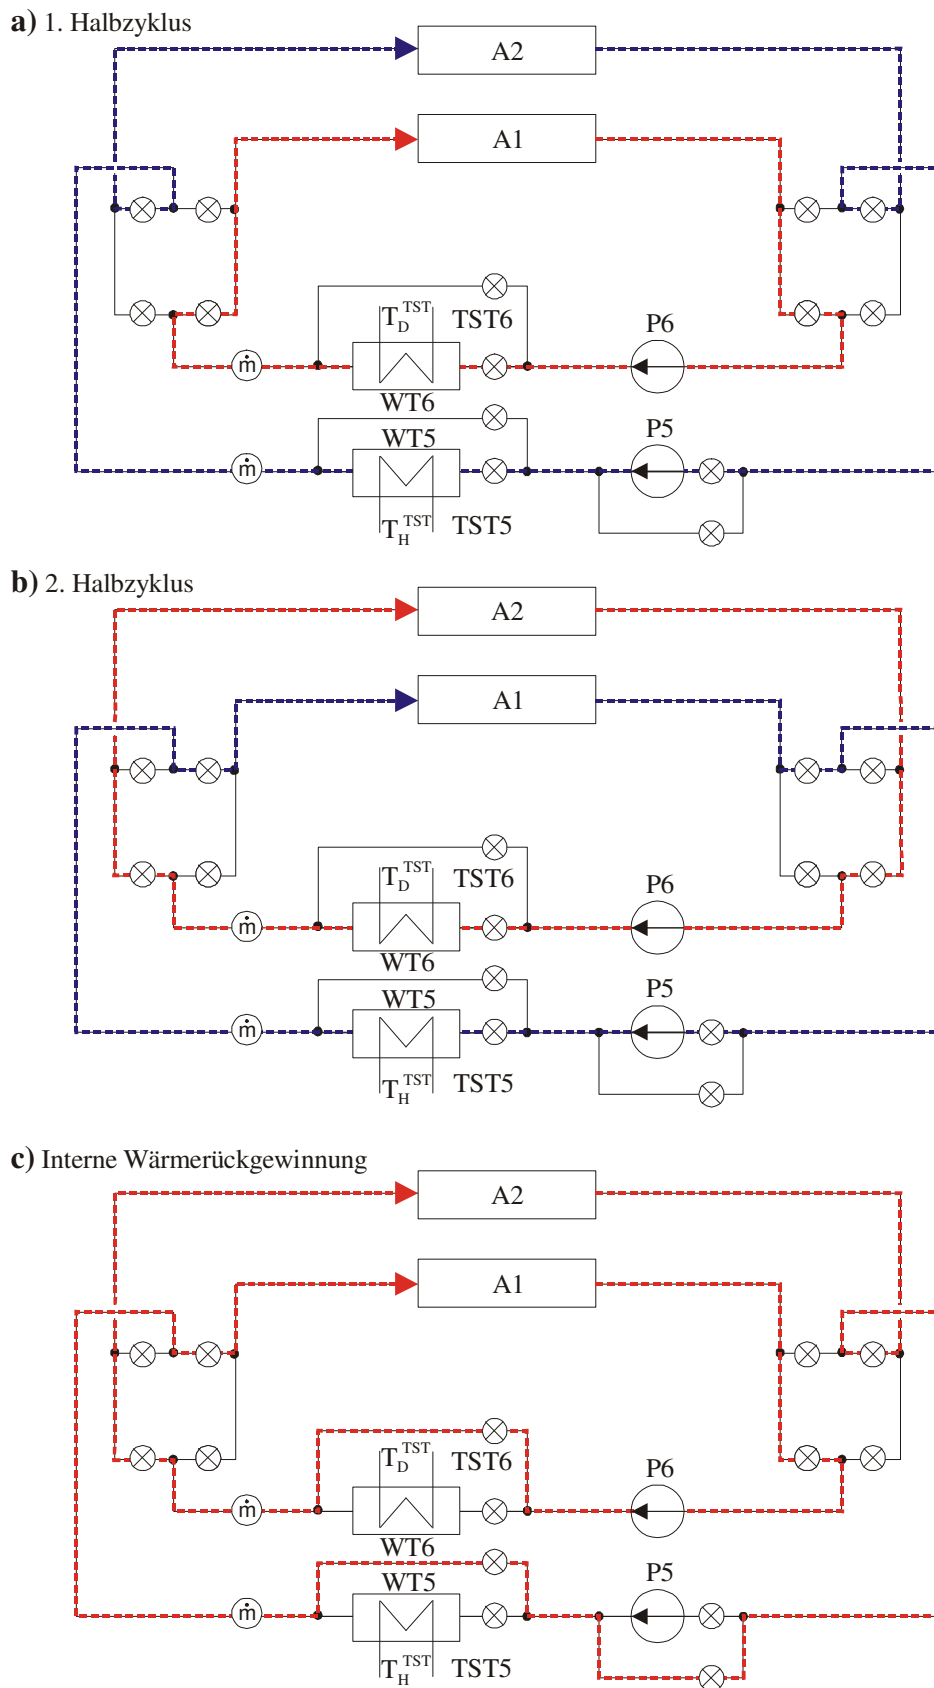 a) 1. Halbzyklus
A2
A1
T_D^TST TST6
P6
ṁ
WT6
WT5
P5
ṁ
T_H^TST TST5
b) 2. Halbzyklus
A2
A1
T_D^TST TST6
P6
ṁ
WT6
WT5
P5
ṁ
T_H^TST TST5
c) Interne Wärmerückgewinnung
A2
A1
T_D^TST TST6
P6
ṁ
WT6
WT5
P5
ṁ
T_H^TST TST5